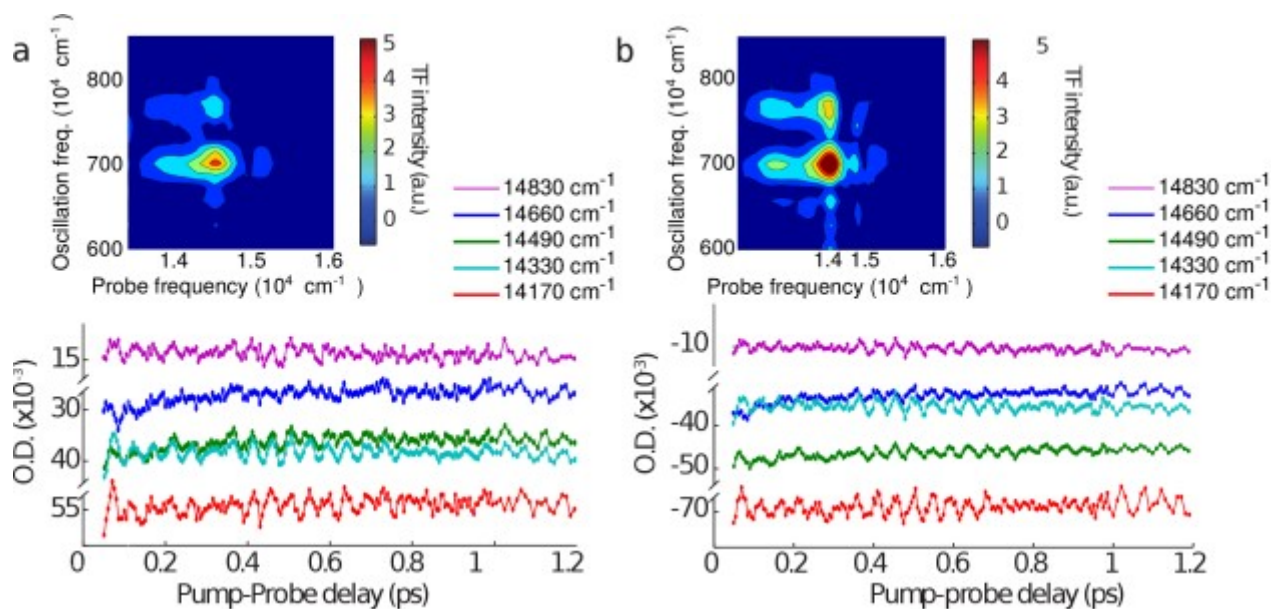 a
Oscillation freq. (10⁴ cm⁻¹)
800
700
600
1.4
1.5
1.6
Probe frequency (10⁴ cm⁻¹)
5
4
3
2
1
0
TF intensity (a.u.)
14830 cm⁻¹
14660 cm⁻¹
14490 cm⁻¹
14330 cm⁻¹
14170 cm⁻¹
O.D. (x10⁻³)
15
30
40
55
0
0.2
0.4
0.6
0.8
1
1.2
Pump-Probe delay (ps)
b
Oscillation freq. (10⁴ cm⁻¹)
800
700
600
1.4
1.5
1.6
Probe frequency (10⁴ cm⁻¹)
5
4
3
2
1
0
TF intensity (a.u.)
14830 cm⁻¹
14660 cm⁻¹
14490 cm⁻¹
14330 cm⁻¹
14170 cm⁻¹
O.D. (x10³)
-10
-40
-50
-70
0
0.2
0.4
0.6
0.8
1
1.2
Pump-probe delay (ps)